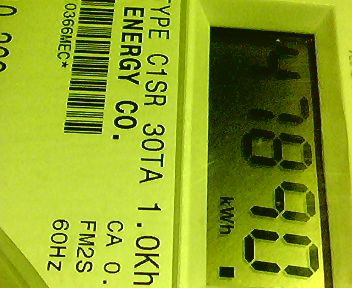 47890
kWh
TYPE C1SR 30TA 1.0Kh
ENERGY CO.
CA 0.
FM2S
60Hz
0366MEC*